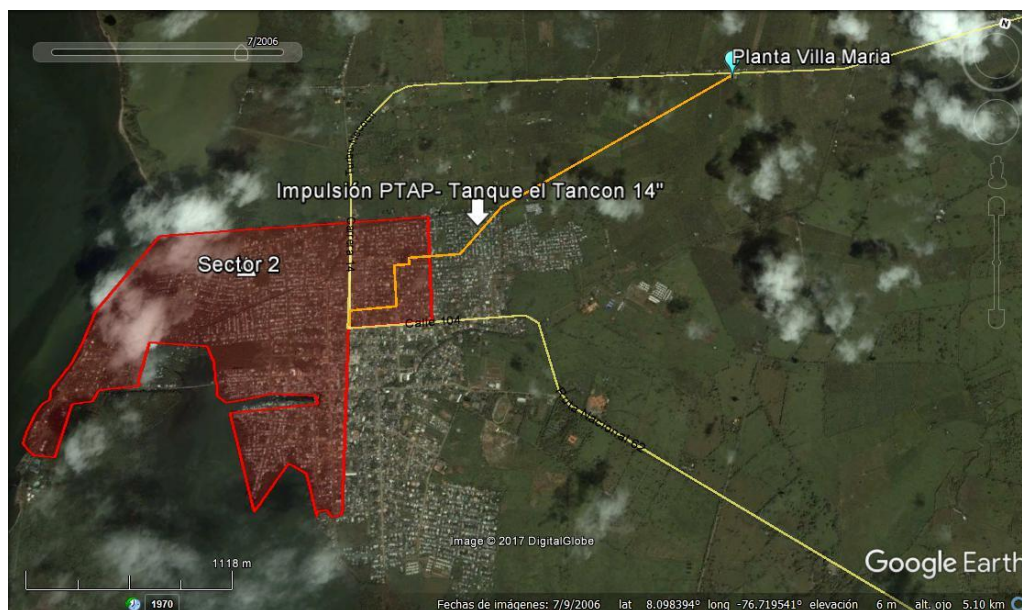 7/2006
N
Planta Villa Maria
Impulsión PTAP- Tanque el Tancon 14"
Sector 2
Calle 104
Image © 2017 DigitalGlobe
Google Earth
1118 m
1970
Fechas de imágenes: 7/9/2006 lat 8.098394° long -76.719541° elevación 6 m alt. ojo 5.10 km